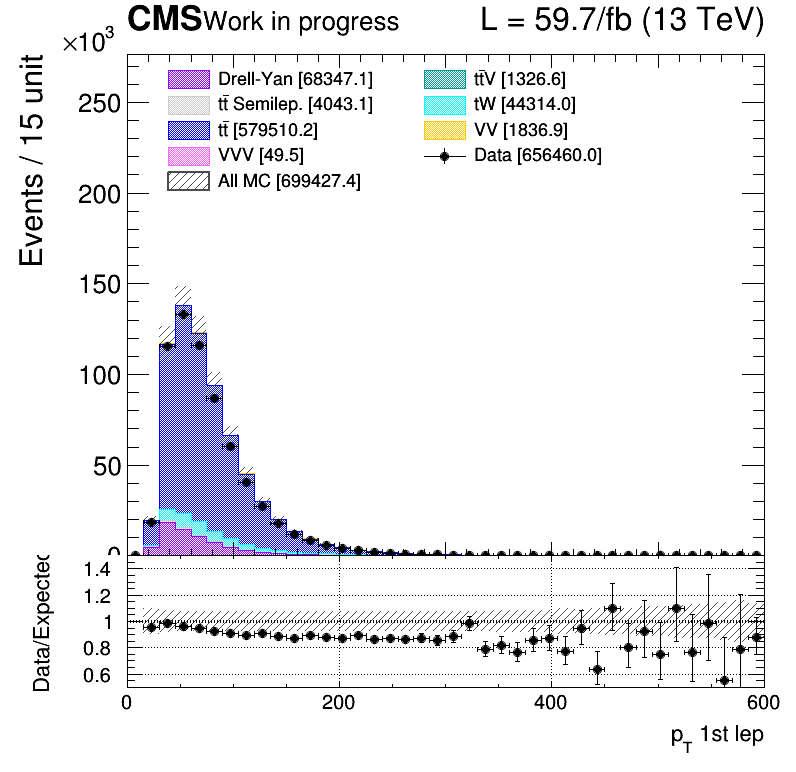 CMS Work in progress L = 59.7/fb (13 TeV)
×10³
Events / 15 unit
250
200
150
100
50
0
Drell-Yan [68347.1]
tt̄ Semilep. [4043.1]
tt̄ [579510.2]
VVV [49.5]
All MC [699427.4]
tt̄V [1326.6]
tW [44314.0]
VV [1836.9]
Data [656460.0]
Data/Expected
1.4
1.2
1
0.8
0.6
0 200 400 600
p_T 1st lep